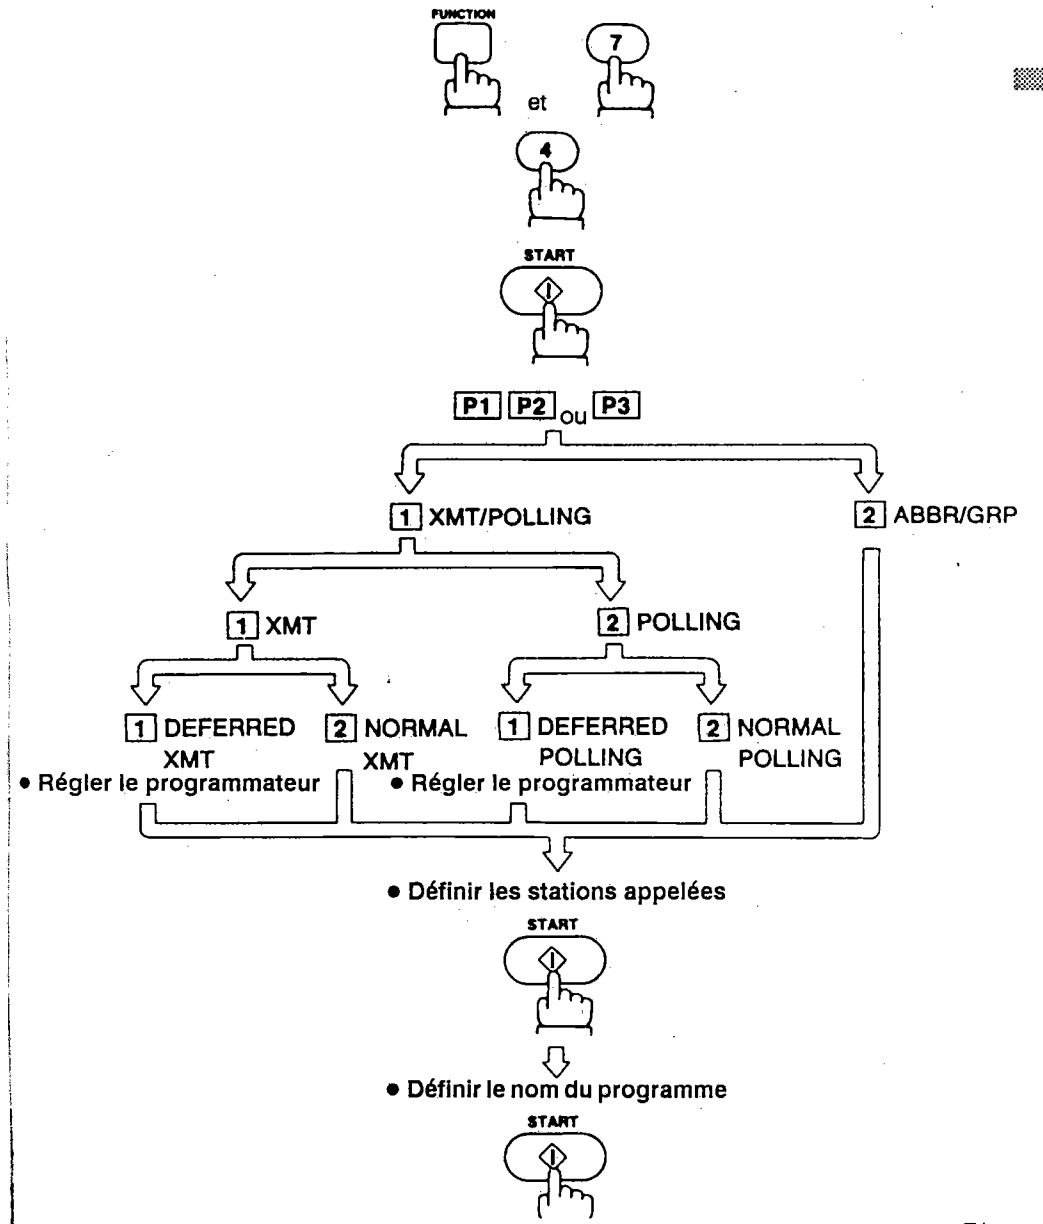 FUNCTION
7
et
4
START
P1 P2 ou P3
1 XMT/POLLING
2 ABBR/GRP
1 XMT
2 POLLING
1 DEFERRED
XMT
2 NORMAL
XMT
1 DEFERRED
POLLING
2 NORMAL
POLLING
● Régler le programmateur
● Régler le programmateur
● Définir les stations appelées
START
● Définir le nom du programme
START